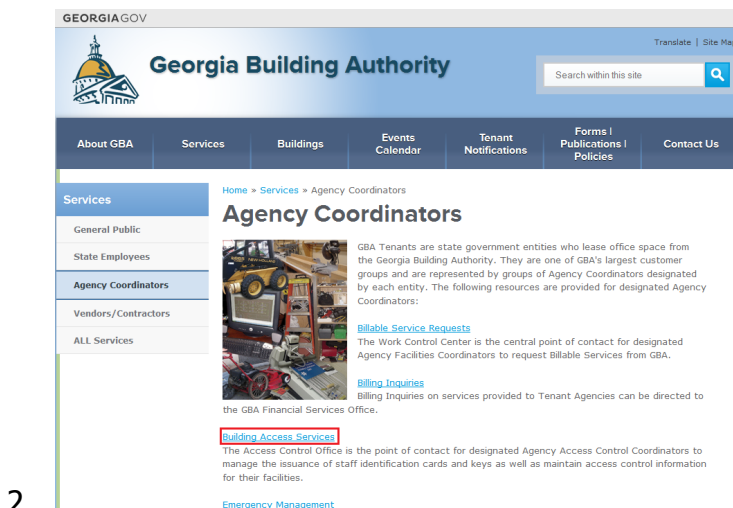 GEORGIAGOV
Translate | Site Ma
Georgia Building Authority
Search within this site
About GBA
Services
Buildings
Events
Calendar
Tenant
Notifications
Forms |
Publications |
Policies
Contact Us
Services
General Public
State Employees
Agency Coordinators
Vendors/Contractors
ALL Services
Home » Services » Agency Coordinators
Agency Coordinators
GBA Tenants are state government entities who lease office space from
the Georgia Building Authority. They are one of GBA's largest customer
groups and are represented by groups of Agency Coordinators designated
by each entity. The following resources are provided for designated Agency
Coordinators:
Billable Service Requests
The Work Control Center is the central point of contact for designated
Agency Facilities Coordinators to request Billable Services from GBA.
Billing Inquiries
Billing Inquiries on services provided to Tenant Agencies can be directed to
the GBA Financial Services Office.
Building Access Services
The Access Control Office is the point of contact for designated Agency Access Control Coordinators to
manage the issuance of staff identification cards and keys as well as maintain access control information
for their facilities.
Emergency Management
2